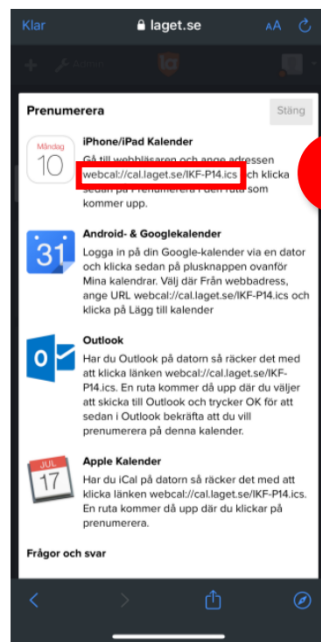 Klar
laget.se
AA
Prenumerera
Stäng
Måndag
10
iPhone/iPad Kalender
Gå till webbläsaren och ange adressen
webcal://cal.laget.se/IKF-P14.ics och klicka
sedan på Prenumerera i den ruta som
kommer upp.
31
Android- & Googlekalender
Logga in på din Google-kalender via en dator
och klicka sedan på plusknappen ovanför
Mina kalendrar. Välj där Från webbadress,
ange URL webcal://cal.laget.se/IKF-P14.ics och
klicka på Lägg till kalender
Outlook
Har du Outlook på datorn så räcker det med
att klicka länken webcal://cal.laget.se/IKF-
P14.ics. En ruta kommer då upp där du väljer
att skicka till Outlook och trycker OK för att
sedan i Outlook bekräfta att du vill
prenumerera på denna kalender.
JUL
17
Apple Kalender
Har du iCal på datorn så räcker det med att
klicka länken webcal://cal.laget.se/IKF-P14.ics.
En ruta kommer då upp där du klickar på
prenumerera.
Frågor och svar